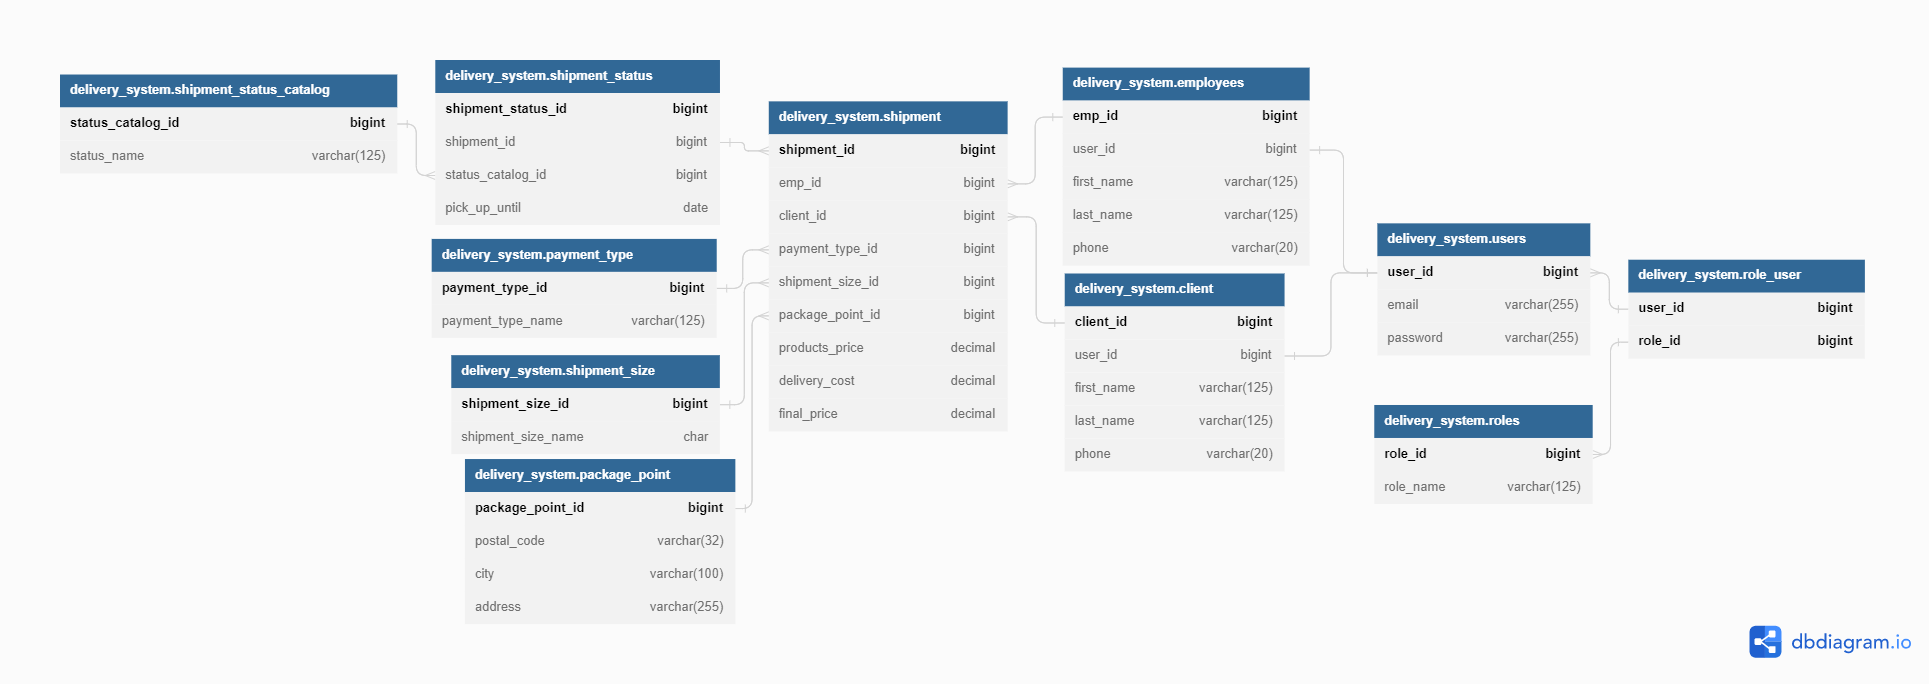 delivery_system.shipment_status_catalog
status_catalog_id bigint
status_name varchar(125)
delivery_system.shipment_status
shipment_status_id bigint
shipment_id bigint
status_catalog_id bigint
pick_up_until date
delivery_system.payment_type
payment_type_id bigint
payment_type_name varchar(125)
delivery_system.shipment_size
shipment_size_id bigint
shipment_size_name char
delivery_system.package_point
package_point_id bigint
postal_code varchar(32)
city varchar(100)
address varchar(255)
delivery_system.shipment
shipment_id bigint
emp_id bigint
client_id bigint
payment_type_id bigint
shipment_size_id bigint
package_point_id bigint
products_price decimal
delivery_cost decimal
final_price decimal
delivery_system.employees
emp_id bigint
user_id bigint
first_name varchar(125)
last_name varchar(125)
phone varchar(20)
delivery_system.client
client_id bigint
user_id bigint
first_name varchar(125)
last_name varchar(125)
phone varchar(20)
delivery_system.users
user_id bigint
email varchar(255)
password varchar(255)
delivery_system.roles
role_id bigint
role_name varchar(125)
delivery_system.role_user
user_id bigint
role_id bigint
dbdiagram.io